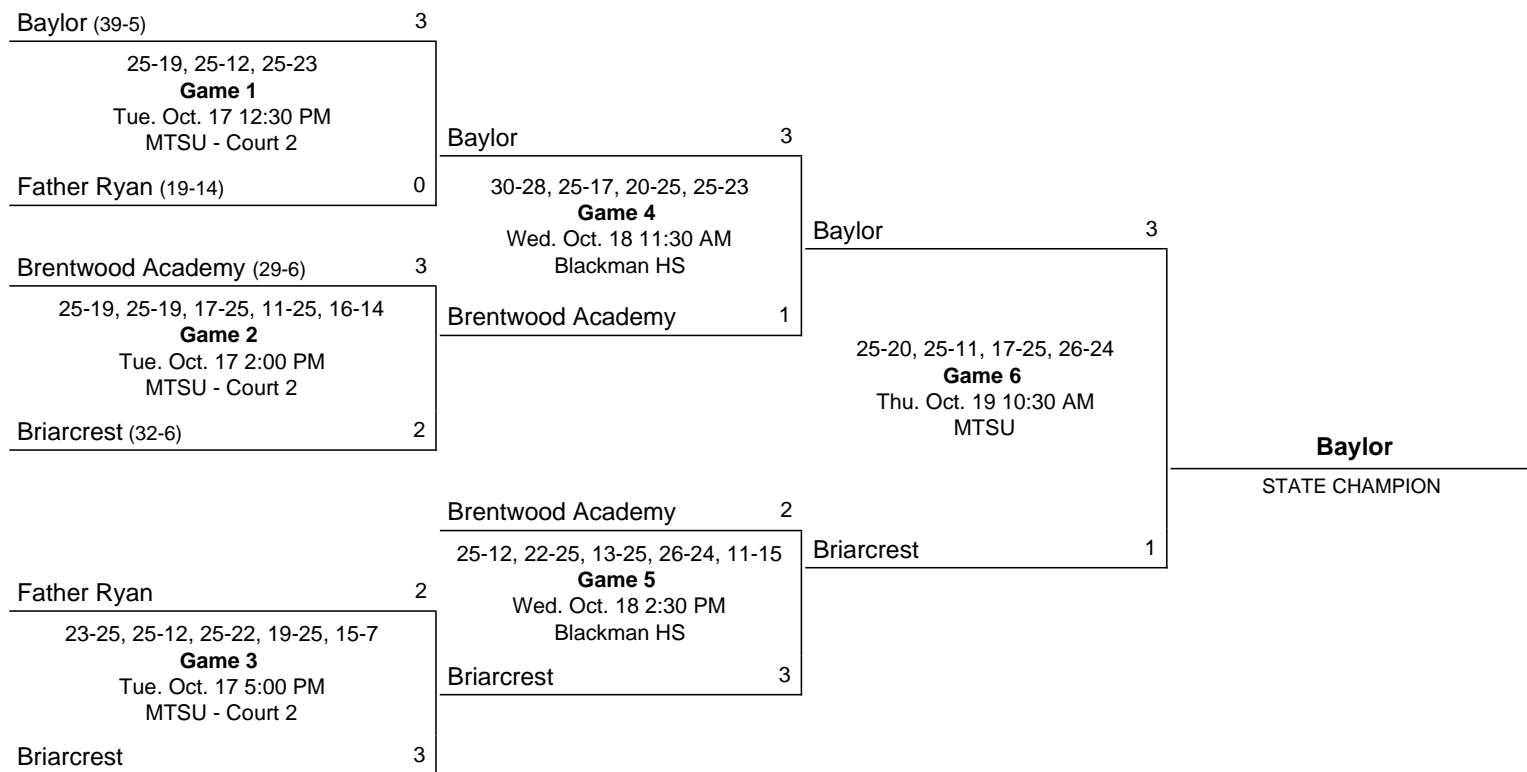 Baylor (39-5) 3
25-19, 25-12, 25-23
Game 1
Tue. Oct. 17 12:30 PM
MTSU - Court 2
Father Ryan (19-14) 0
Brentwood Academy (29-6) 3
25-19, 25-19, 17-25, 11-25, 16-14
Game 2
Tue. Oct. 17 2:00 PM
MTSU - Court 2
Briarcrest (32-6) 2
Father Ryan 2
23-25, 25-12, 25-22, 19-25, 15-7
Game 3
Tue. Oct. 17 5:00 PM
MTSU - Court 2
Briarcrest 3
Baylor 3
30-28, 25-17, 20-25, 25-23
Game 4
Wed. Oct. 18 11:30 AM
Blackman HS
Brentwood Academy 1
Brentwood Academy 2
25-12, 22-25, 13-25, 26-24, 11-15
Game 5
Wed. Oct. 18 2:30 PM
Blackman HS
Briarcrest 3
Baylor 3
25-20, 25-11, 17-25, 26-24
Game 6
Thu. Oct. 19 10:30 AM
MTSU
Briarcrest 1
Baylor
STATE CHAMPION